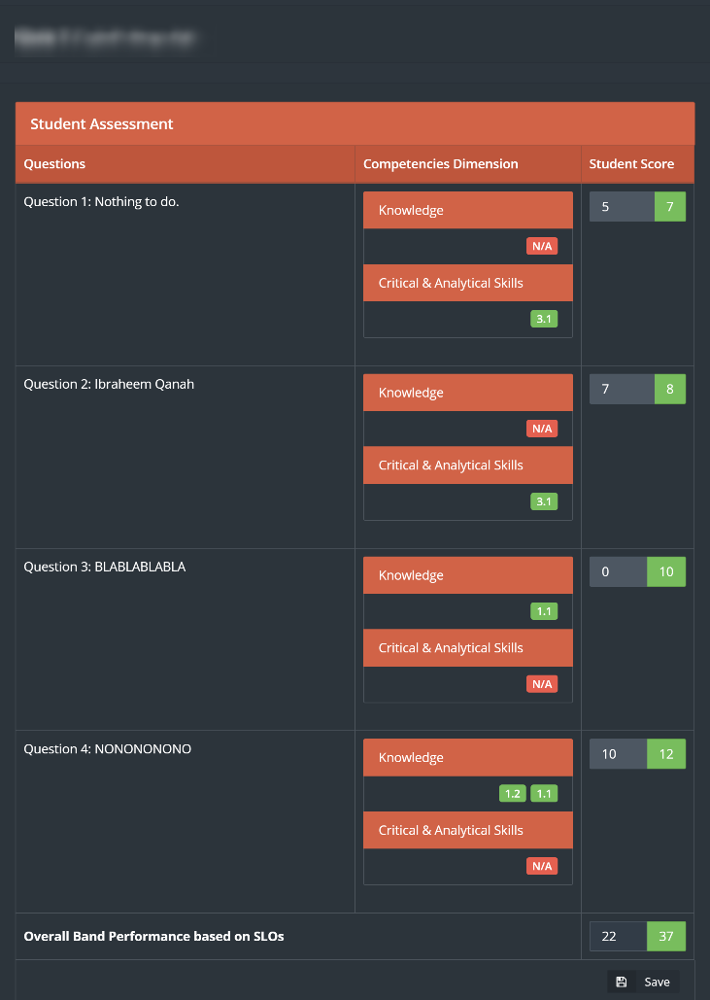 Student Assessment
Questions Competencies Dimension Student Score
Question 1: Nothing to do. Knowledge 5 7
N/A
Critical & Analytical Skills
3.1
Question 2: Ibraheem Qanah Knowledge 7 8
N/A
Critical & Analytical Skills
3.1
Question 3: BLABLABLABLA Knowledge 0 10
1.1
Critical & Analytical Skills
N/A
Question 4: NONONONONO Knowledge 10 12
1.2 1.1
Critical & Analytical Skills
N/A
Overall Band Performance based on SLOs 22 37
Save